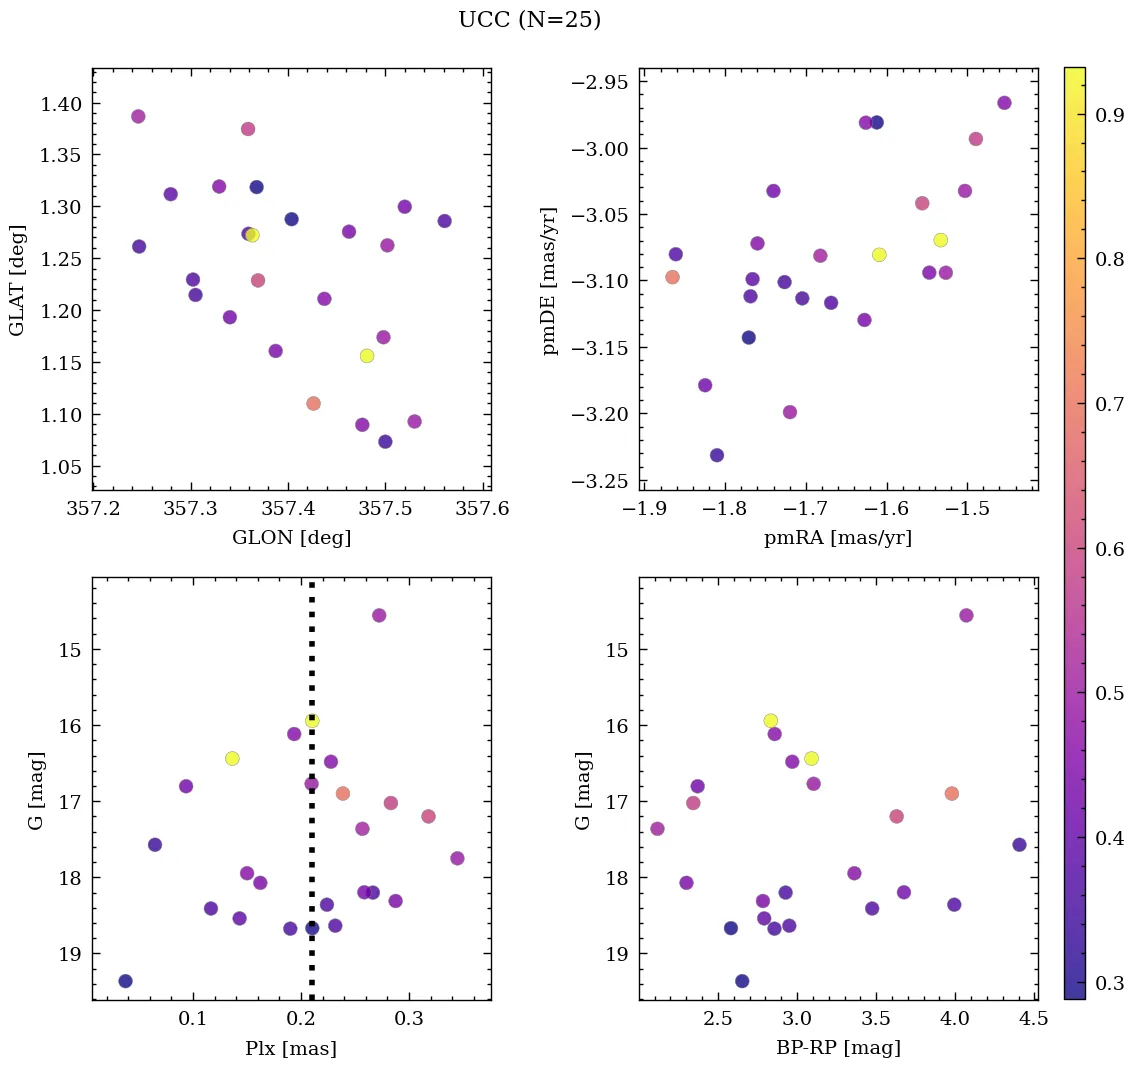 UCC (N=25)
1.40
1.35
1.30
1.25
1.20
1.15
1.10
1.05
GLAT [deg]
357.2 357.3 357.4 357.5 357.6
GLON [deg]
−2.95
−3.00
−3.05
−3.10
−3.15
−3.20
−3.25
pmDE [mas/yr]
−1.9 −1.8 −1.7 −1.6 −1.5
pmRA [mas/yr]
15
16
17
18
19
G [mag]
0.1 0.2 0.3
Plx [mas]
15
16
17
18
19
G [mag]
2.5 3.0 3.5 4.0 4.5
BP-RP [mag]
0.9
0.8
0.7
0.6
0.5
0.4
0.3